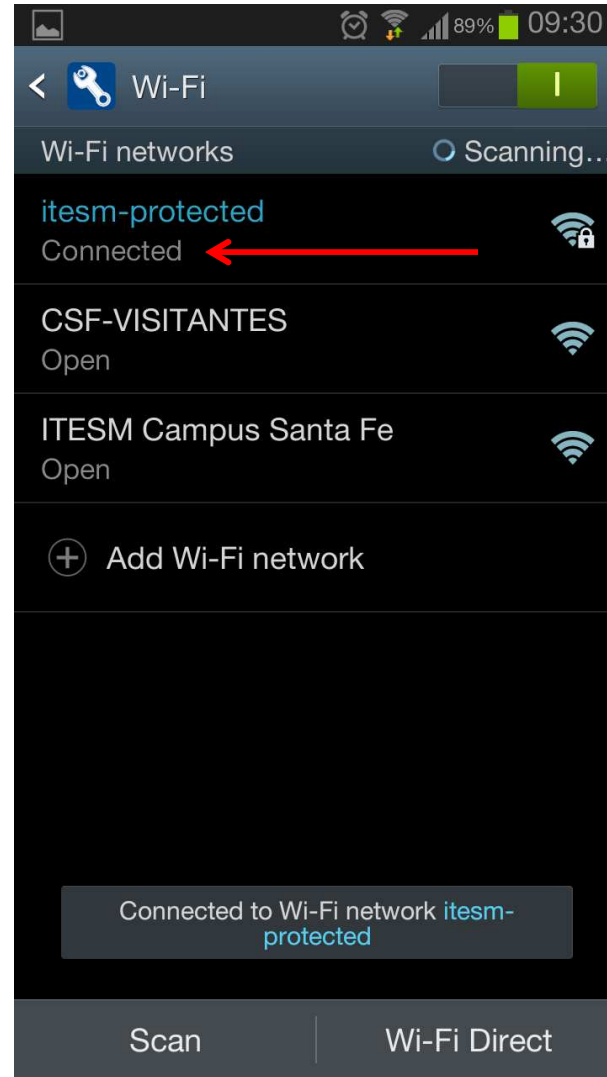 89% 09:30
Wi-Fi
Wi-Fi networks Scanning...
itesm-protected
Connected
CSF-VISITANTES
Open
ITESM Campus Santa Fe
Open
Add Wi-Fi network
Connected to Wi-Fi network itesm-
protected
Scan Wi-Fi Direct